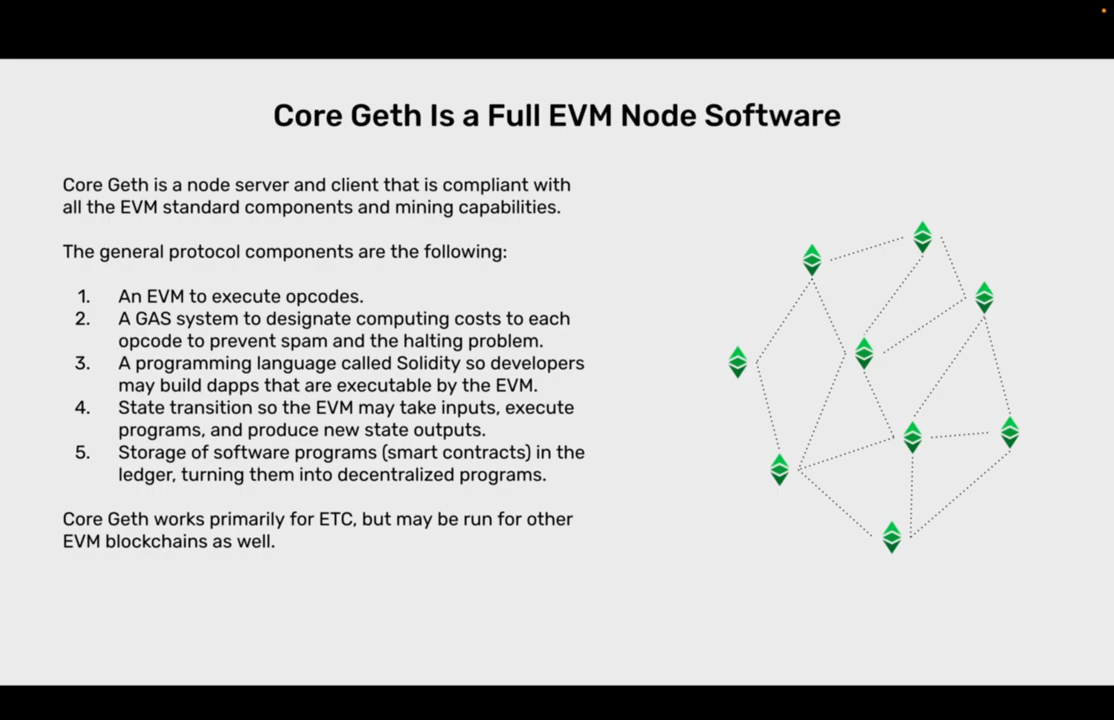 Core Geth Is a Full EVM Node Software
Core Geth is a node server and client that is compliant with
all the EVM standard components and mining capabilities.
The general protocol components are the following:
1. An EVM to execute opcodes.
2. A GAS system to designate computing costs to each
opcode to prevent spam and the halting problem.
3. A programming language called Solidity so developers
may build dapps that are executable by the EVM.
4. State transition so the EVM may take inputs, execute
programs, and produce new state outputs.
5. Storage of software programs (smart contracts) in the
ledger, turning them into decentralized programs.
Core Geth works primarily for ETC, but may be run for other
EVM blockchains as well.